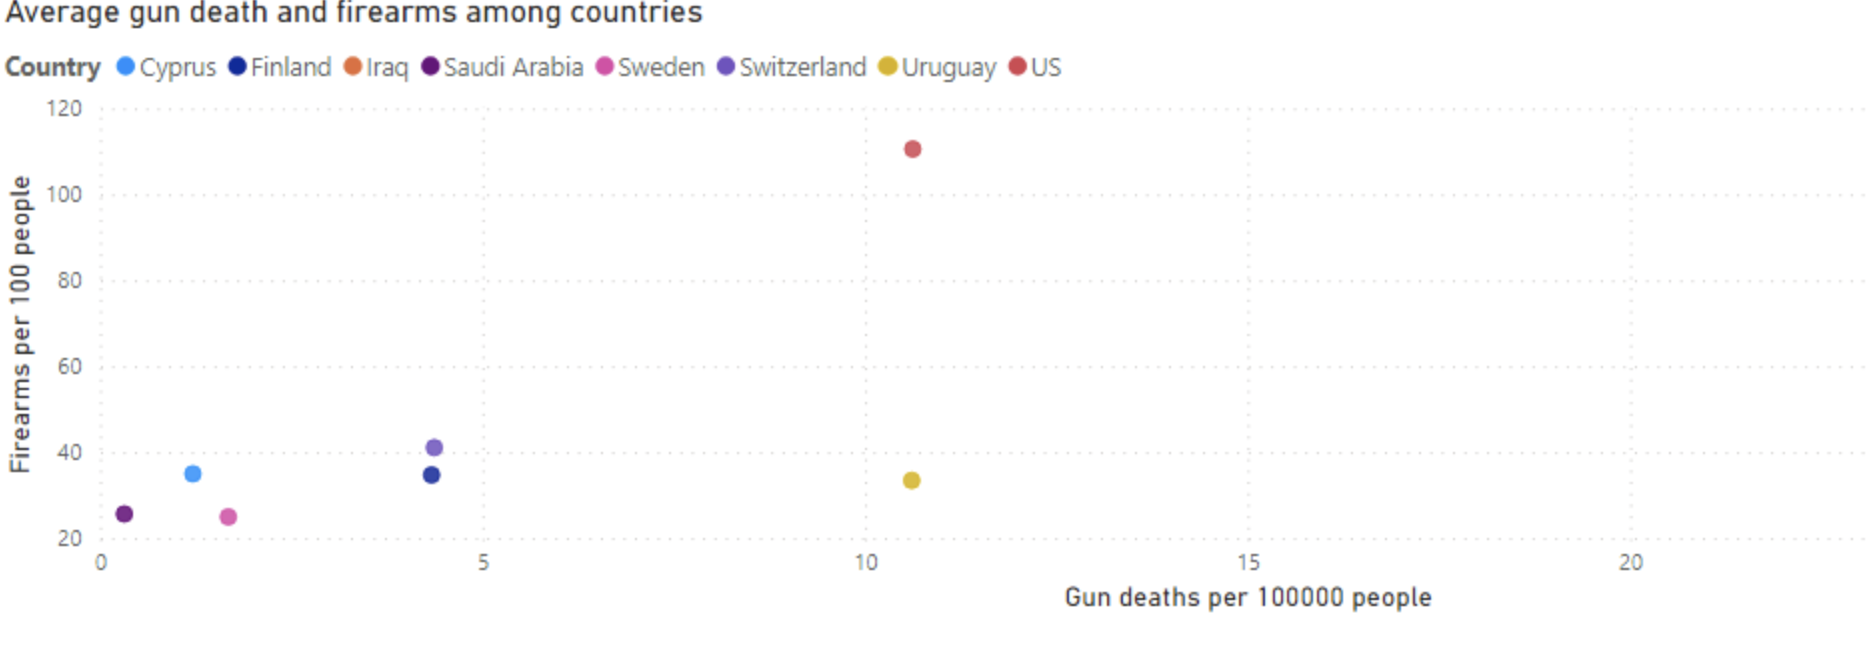 Average gun death and firearms among countries
Country Cyprus Finland Iraq Saudi Arabia Sweden Switzerland Uruguay US
120
100
80
60
40
20
Firearms per 100 people
0 5 10 15 20
Gun deaths per 100000 people